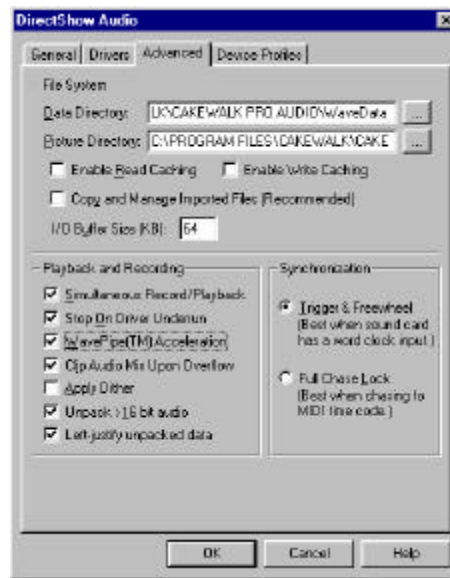 DirectShow Audio
General Drivers Advanced Device Profiles
File System
Data Directory: LK\CAKEWALK PRO AUDIO\WaveData ...
Picture Directory: C:\PROGRAM FILES\CAKEWALK\CAKE ...
Enable Read Caching Enable Write Caching
Copy and Manage Imported Files (Recommended)
I/O Buffer Size (KB): 64
Playback and Recording
Simultaneous Record/Playback
Stop On Driver Underrun
WavePipe(TM) Acceleration
Clip Audio Mix Upon Overflow
Apply Dither
Unpack >16 bit audio
Left-justify unpacked data
Synchronization
Trigger & Freewheel
(Best when sound card
has a word clock input.)
Full Chase Lock
(Best when chasing to
MIDI time code.)
OK Cancel Help